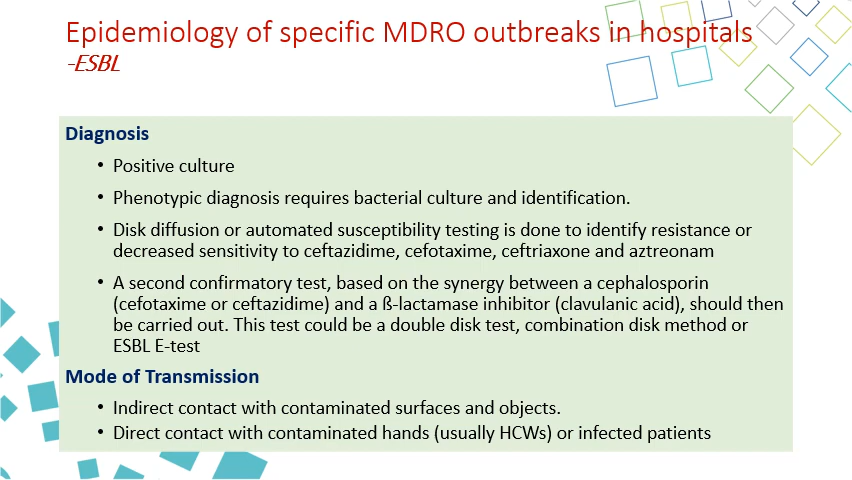 Epidemiology of specific MDRO outbreaks in hospitals
-ESBL
Diagnosis
• Positive culture
• Phenotypic diagnosis requires bacterial culture and identification.
• Disk diffusion or automated susceptibility testing is done to identify resistance or
decreased sensitivity to ceftazidime, cefotaxime, ceftriaxone and aztreonam
• A second confirmatory test, based on the synergy between a cephalosporin
(cefotaxime or ceftazidime) and a ß-lactamase inhibitor (clavulanic acid), should then
be carried out. This test could be a double disk test, combination disk method or
ESBL E-test
Mode of Transmission
• Indirect contact with contaminated surfaces and objects.
• Direct contact with contaminated hands (usually HCWs) or infected patients